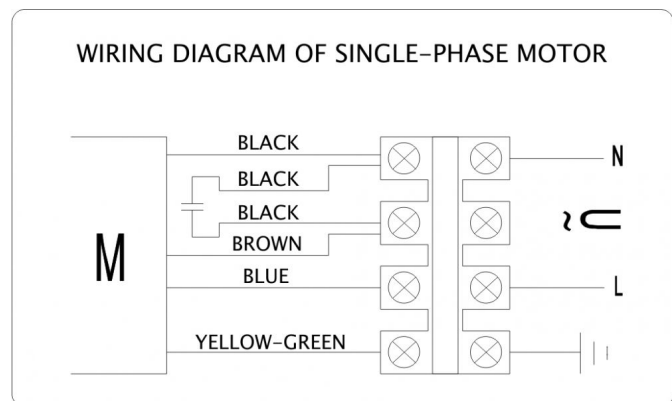 WIRING DIAGRAM OF SINGLE-PHASE MOTOR
BLACK
N
BLACK
BLACK
BROWN
M
BLUE
L
YELLOW-GREEN